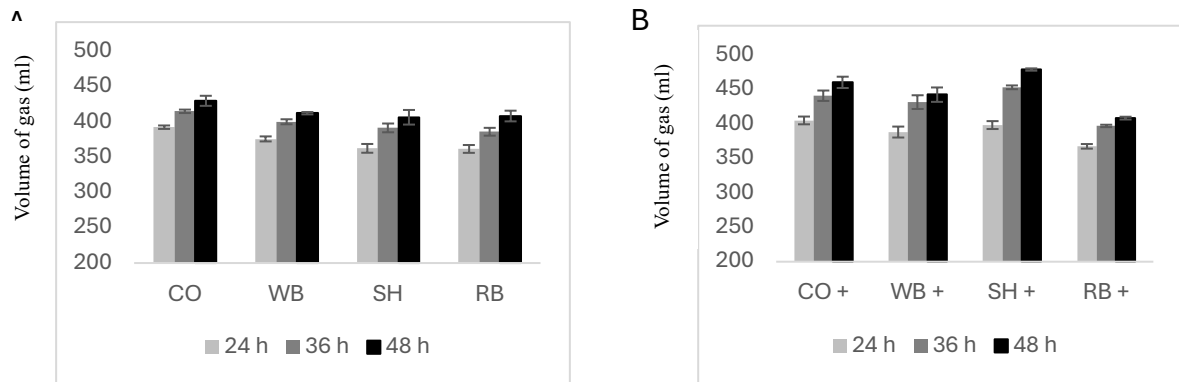 A
Volume of gas (ml)
500
450
400
350
300
250
200
CO WB SH RB
24 h 36 h 48 h
B
Volume of gas (ml)
500
450
400
350
300
250
200
CO + WB + SH + RB +
24 h 36 h 48 h